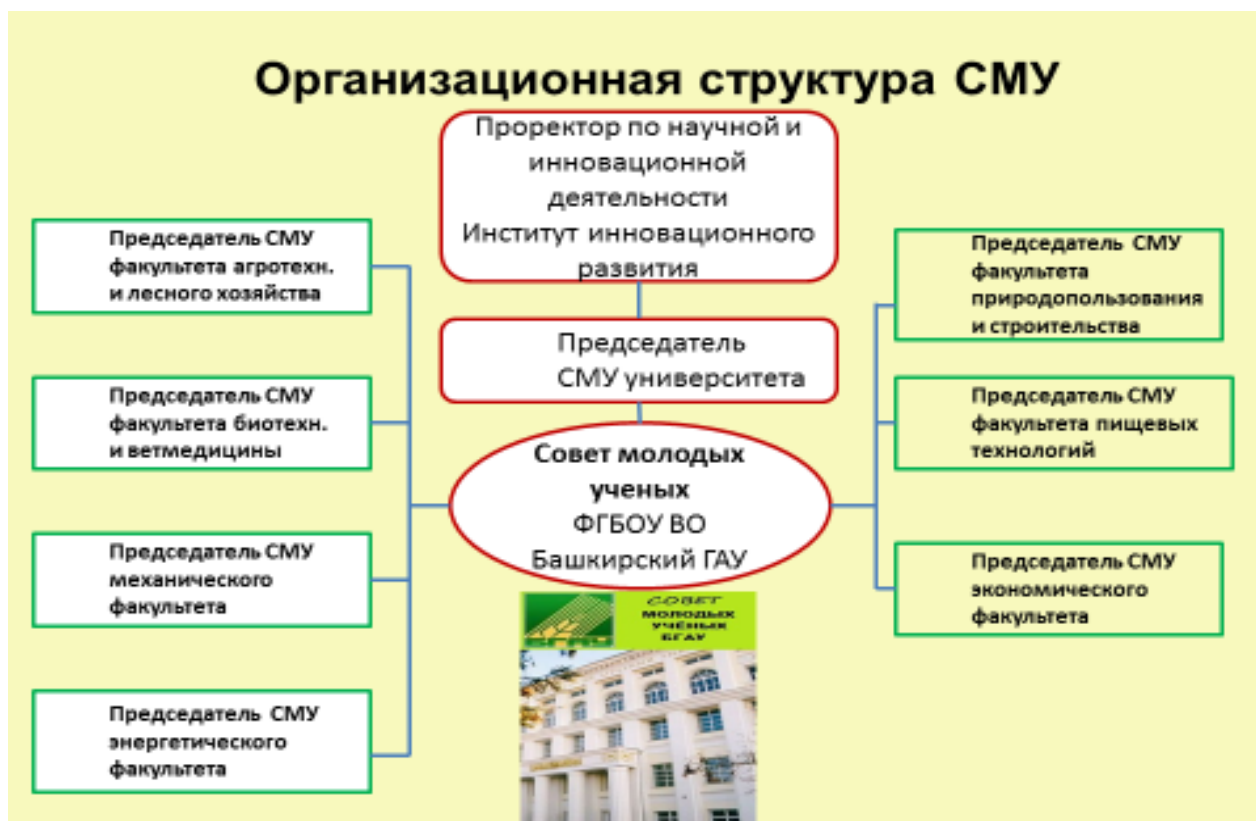 Организационная структура СМУ
Проректор по научной и
инновационной
деятельности
Институт инновационного
развития
Председатель
СМУ университета
Совет молодых
ученых
ФГБОУ ВО
Башкирский ГАУ
Председатель СМУ
факультета агротехн.
и лесного хозяйства
Председатель СМУ
факультета биотехн.
и ветмедицины
Председатель СМУ
механического
факультета
Председатель СМУ
энергетического
факультета
Председатель СМУ
факультета
природопользования
и строительства
Председатель СМУ
факультета пищевых
технологий
Председатель СМУ
экономического
факультета
БГАУ
СОВЕТ
МОЛОДЫХ
УЧЁНЫХ
БГАУ